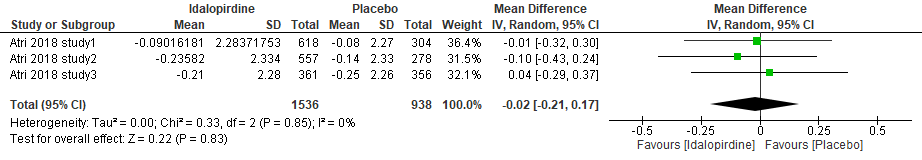 Idalopirdine Placebo Mean Difference Mean Difference
Study or Subgroup Mean SD Total Mean SD Total Weight IV, Random, 95% CI IV, Random, 95% CI
Atri 2018 study1 -0.09016181 2.28371753 618 -0.08 2.27 304 36.4% -0.01 [-0.32, 0.30]
Atri 2018 study2 -0.23582 2.334 557 -0.14 2.33 278 31.5% -0.10 [-0.43, 0.24]
Atri 2018 study3 -0.21 2.28 361 -0.25 2.26 356 32.1% 0.04 [-0.29, 0.37]
Total (95% CI) 1536 938 100.0% -0.02 [-0.21, 0.17]
Heterogeneity: Tau² = 0.00; Chi² = 0.33, df = 2 (P = 0.85); I² = 0%
Test for overall effect: Z = 0.22 (P = 0.83)
-0.5 -0.25 0 0.25 0.5
Favours [Idalopirdine] Favours [Placebo]